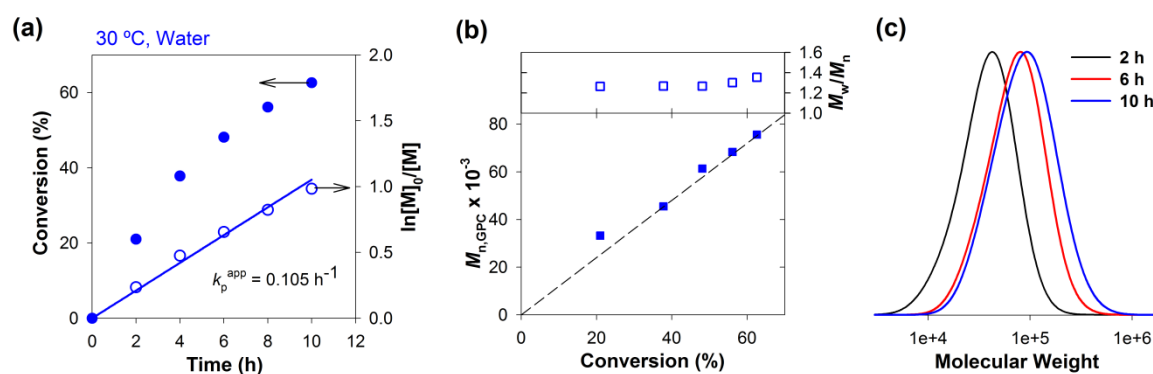 (a)
30 ºC, Water
Conversion (%)
60
40
20
0
0 2 4 6 8 10 12
Time (h)
2.0
1.5
1.0
0.5
0.0
ln[M]0/[M]
kp^app = 0.105 h^-1
(b)
1.6
1.4
1.2
1.0
Mw/Mn
80
60
40
20
0
Mn,GPC x 10^-3
0 20 40 60 80
Conversion (%)
(c)
2 h
6 h
10 h
1e+4 1e+5 1e+6
Molecular Weight